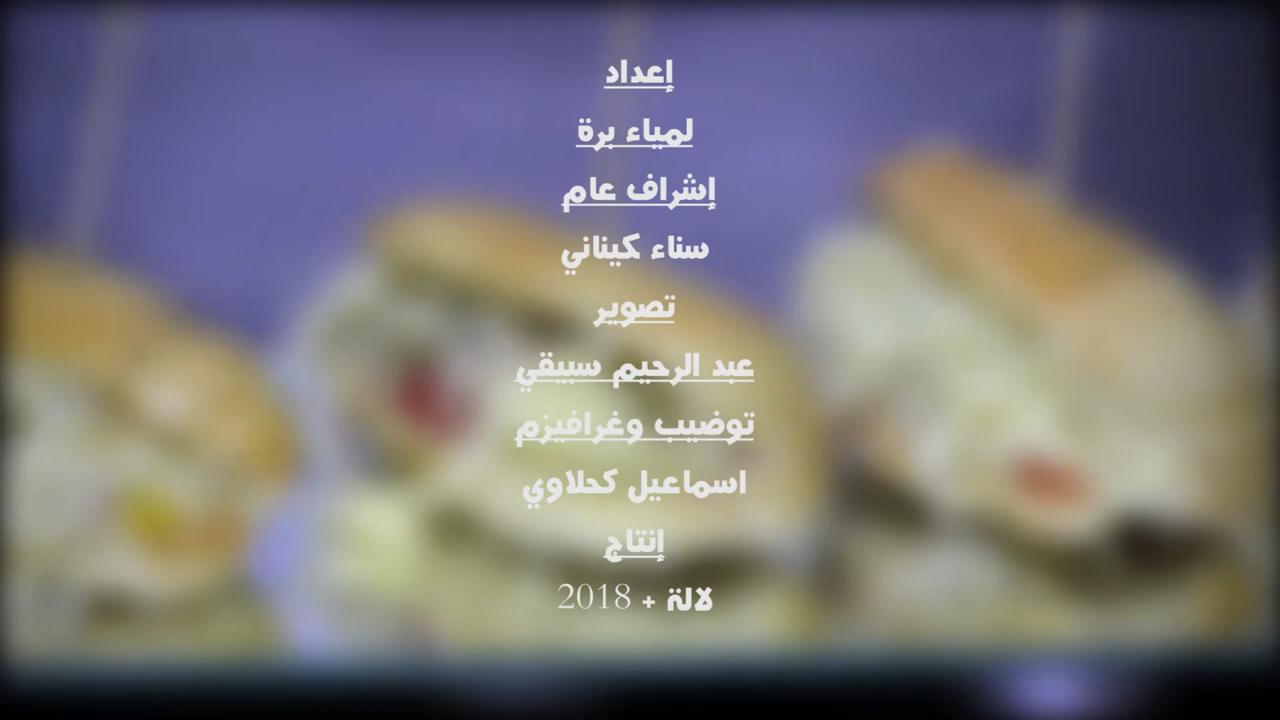 إعداد
لمياء برة
إشراف عام
سناء كيناني
تصوير
عبد الرحيم سبيقي
توضيب وغرافيزم
اسماعيل كحلاوي
إنتاج
لالة + 2018